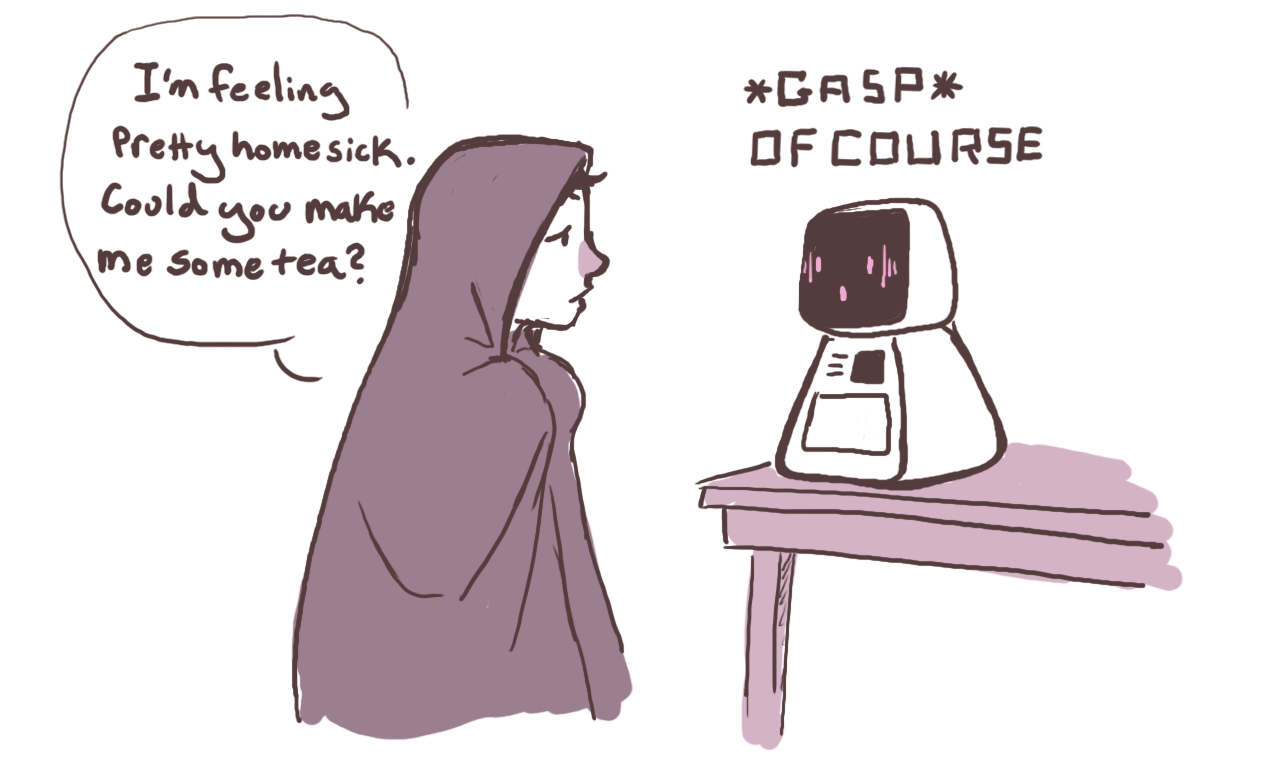 I'm feeling
Pretty homesick.
Could you make
me some tea?
*GASP*
OF COURSE